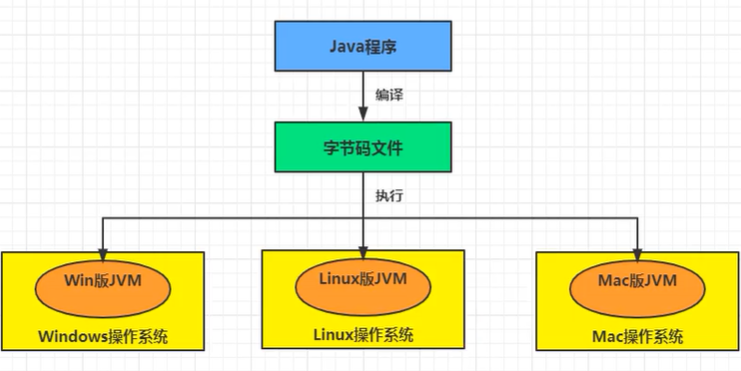 Java程序
编译
字节码文件
执行
Win版JVM
Linux版JVM
Mac版JVM
Windows操作系统
Linux操作系统
Mac操作系统